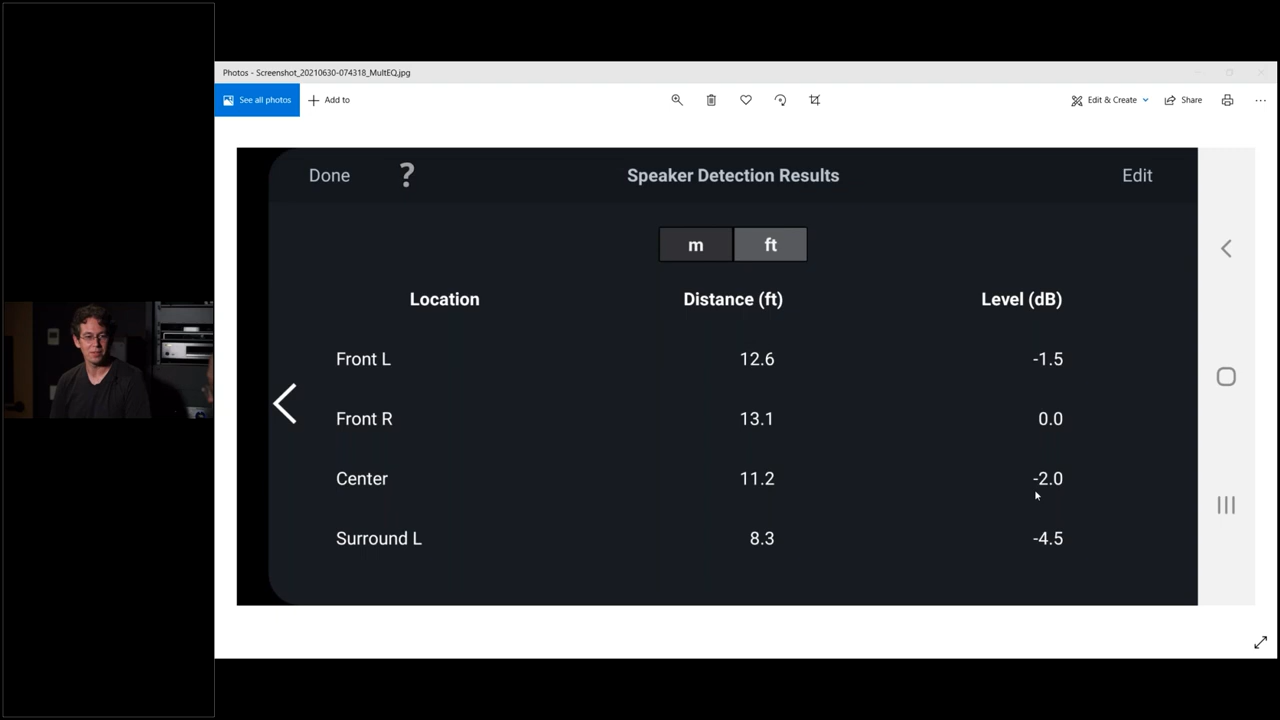 Photos - Screenshot_20210630-074318_MultEQ.jpg
See all photos
Add to
Edit & Create
Share
Done
?
Speaker Detection Results
Edit
m
ft
Location Distance (ft) Level (dB)
Front L 12.6 -1.5
Front R 13.1 0.0
Center 11.2 -2.0
Surround L 8.3 -4.5